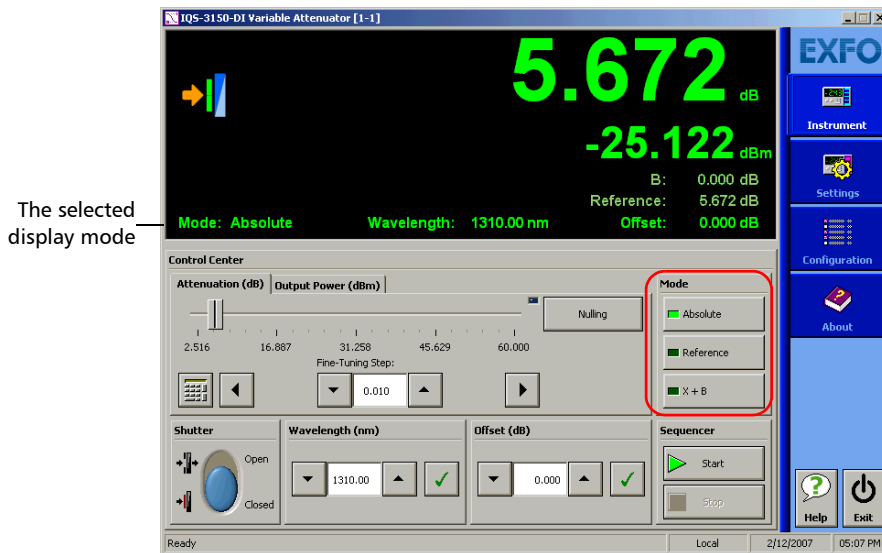 IQS-3150-DI Variable Attenuator [1-1]
EXFO
5.672 dB
-25.122 dBm
B: 0.000 dB
Reference: 5.672 dB
Mode: Absolute Wavelength: 1310.00 nm Offset: 0.000 dB
The selected
display mode
Instrument
Settings
Configuration
About
Control Center
Attenuation (dB) Output Power (dBm)
Nulling
2.516 16.887 31.258 45.629 60.000
Fine-Tuning Step:
0.010
Mode
Absolute
Reference
X + B
Shutter
Open
Closed
Wavelength (nm)
1310.00
Offset (dB)
0.000
Sequencer
Start
Stop
Help Exit
Ready Local 2/12/2007 05:07 PM